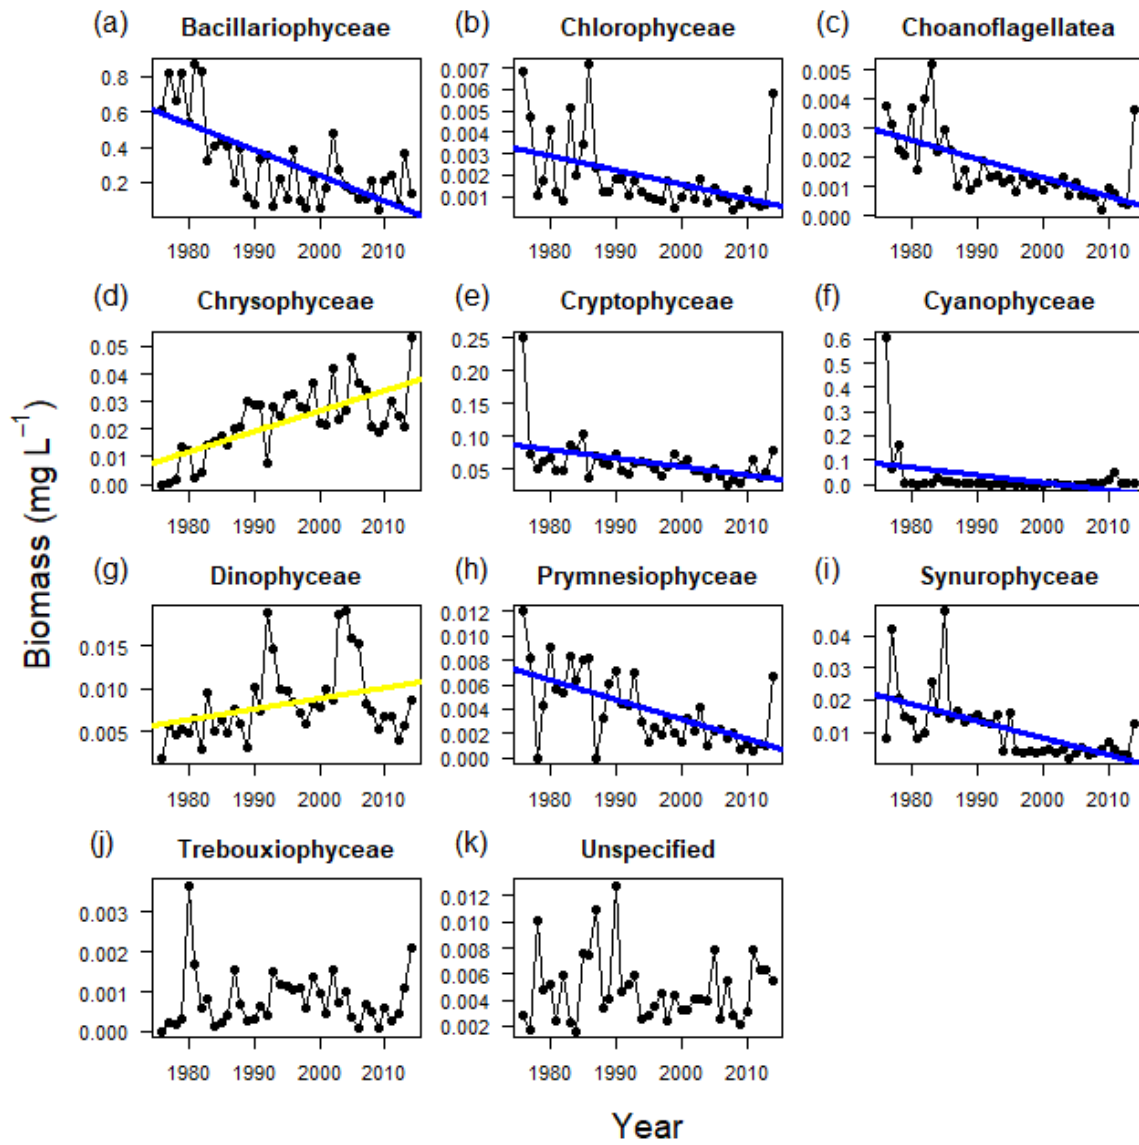 (a) Bacillariophyceae
0.8
0.6
0.4
0.2
1980 1990 2000 2010
(b) Chlorophyceae
0.007
0.006
0.005
0.004
0.003
0.002
0.001
1980 1990 2000 2010
(c) Choanoflagellatea
0.005
0.004
0.003
0.002
0.001
0.000
1980 1990 2000 2010
(d) Chrysophyceae
0.05
0.04
0.03
0.02
0.01
0.00
1980 1990 2000 2010
(e) Cryptophyceae
0.25
0.20
0.15
0.10
0.05
1980 1990 2000 2010
(f) Cyanophyceae
0.6
0.5
0.4
0.3
0.2
0.1
0.0
1980 1990 2000 2010
(g) Dinophyceae
0.015
0.010
0.005
1980 1990 2000 2010
(h) Prymnesiophyceae
0.012
0.010
0.008
0.006
0.004
0.002
0.000
1980 1990 2000 2010
(i) Synurophyceae
0.04
0.03
0.02
0.01
1980 1990 2000 2010
(j) Trebouxiophyceae
0.003
0.002
0.001
0.000
1980 1990 2000 2010
(k) Unspecified
0.012
0.010
0.008
0.006
0.004
0.002
1980 1990 2000 2010
Biomass (mg L⁻¹)
Year